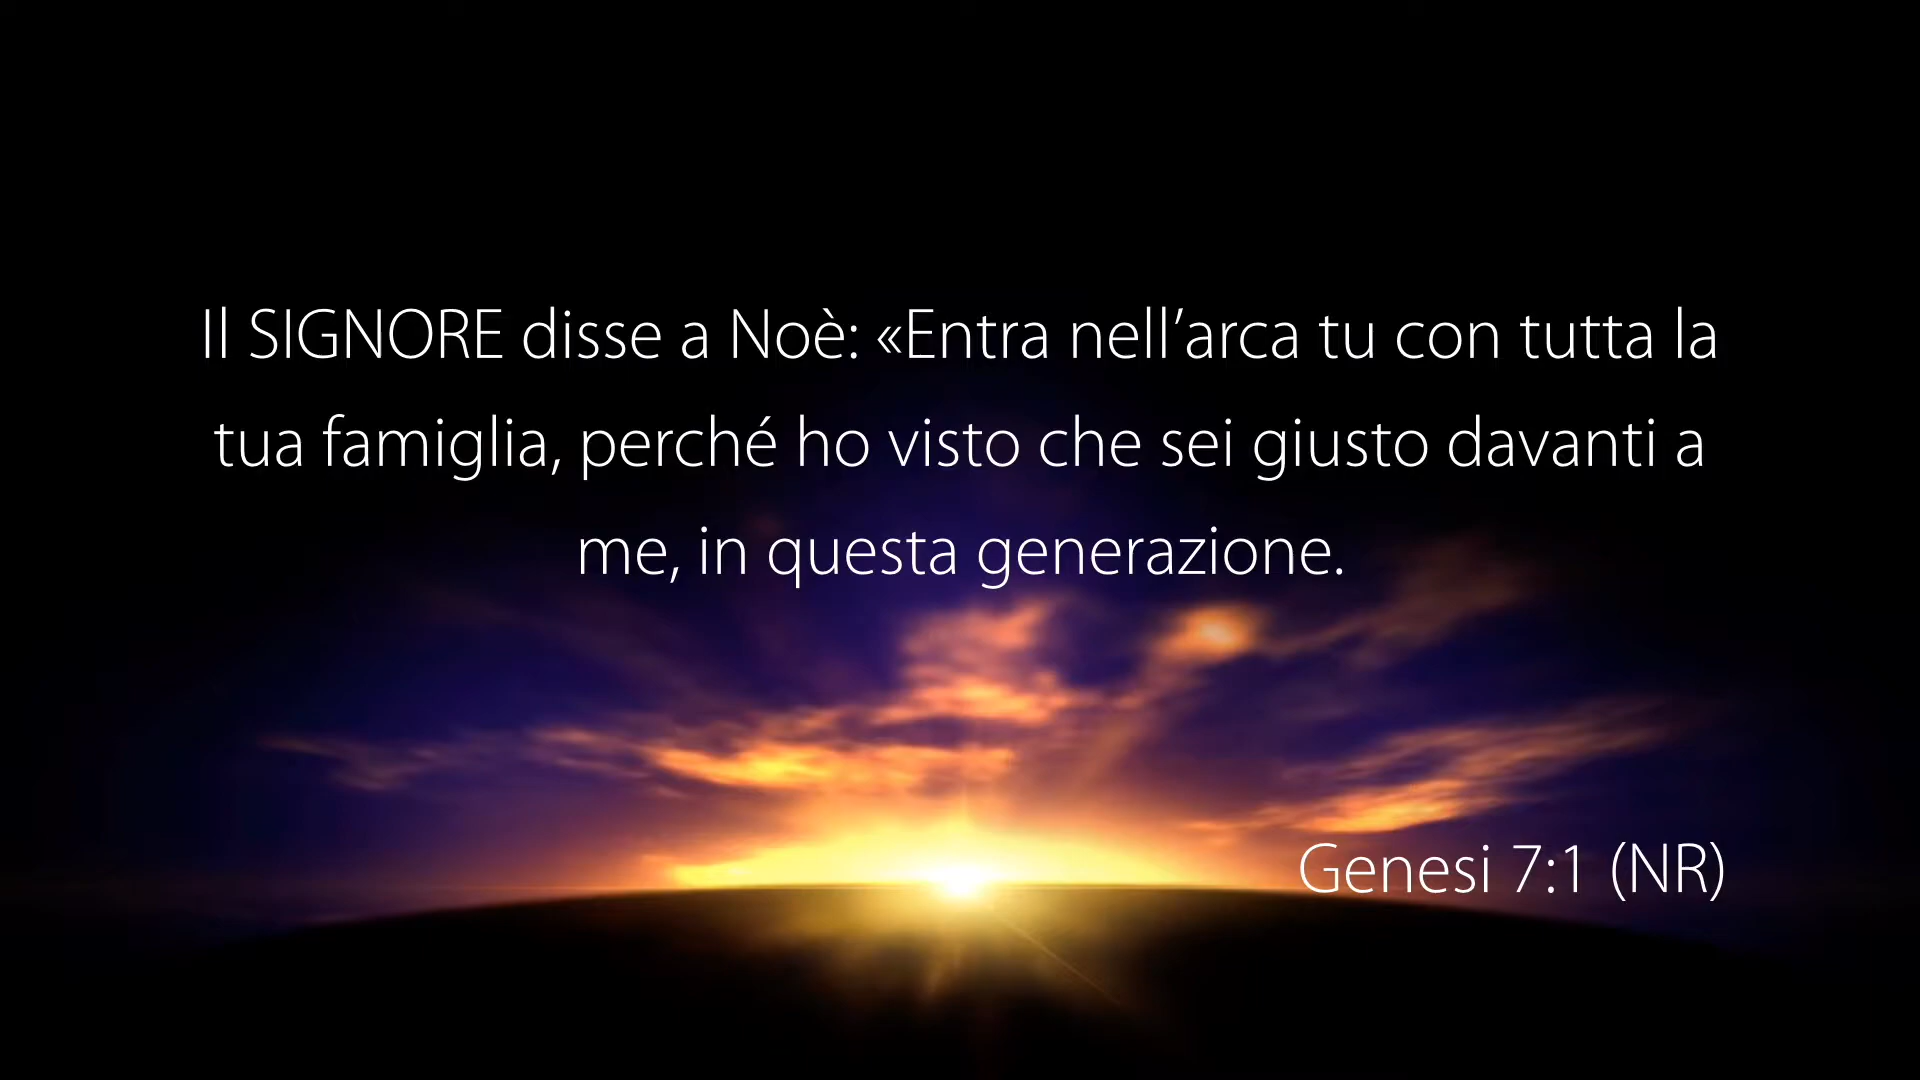 Il SIGNORE disse a Noè: «Entra nell’arca tu con tutta la
tua famiglia, perché ho visto che sei giusto davanti a
me, in questa generazione.
Genesi 7:1 (NR)